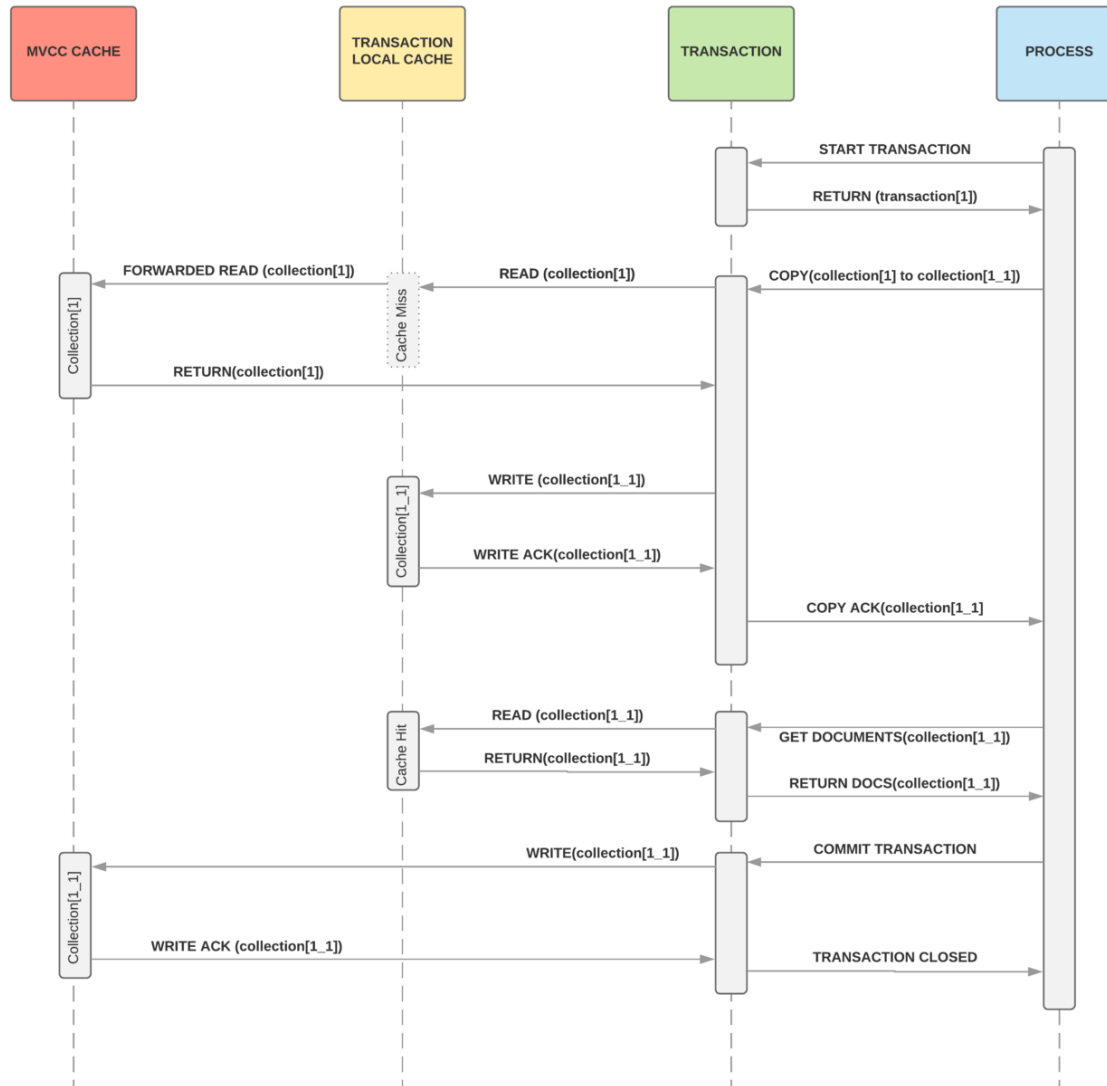 MVCC CACHE
TRANSACTION
LOCAL CACHE
TRANSACTION
PROCESS
START TRANSACTION
RETURN (transaction[1])
FORWARDED READ (collection[1])
READ (collection[1])
COPY(collection[1] to collection[1_1])
Collection[1]
Cache Miss
RETURN(collection[1])
WRITE (collection[1_1])
Collection[1_1]
WRITE ACK(collection[1_1])
COPY ACK(collection[1_1]
READ (collection[1_1])
GET DOCUMENTS(collection[1_1])
Cache Hit
RETURN(collection[1_1])
RETURN DOCS(collection[1_1])
WRITE(collection[1_1])
COMMIT TRANSACTION
Collection[1_1]
WRITE ACK (collection[1_1])
TRANSACTION CLOSED